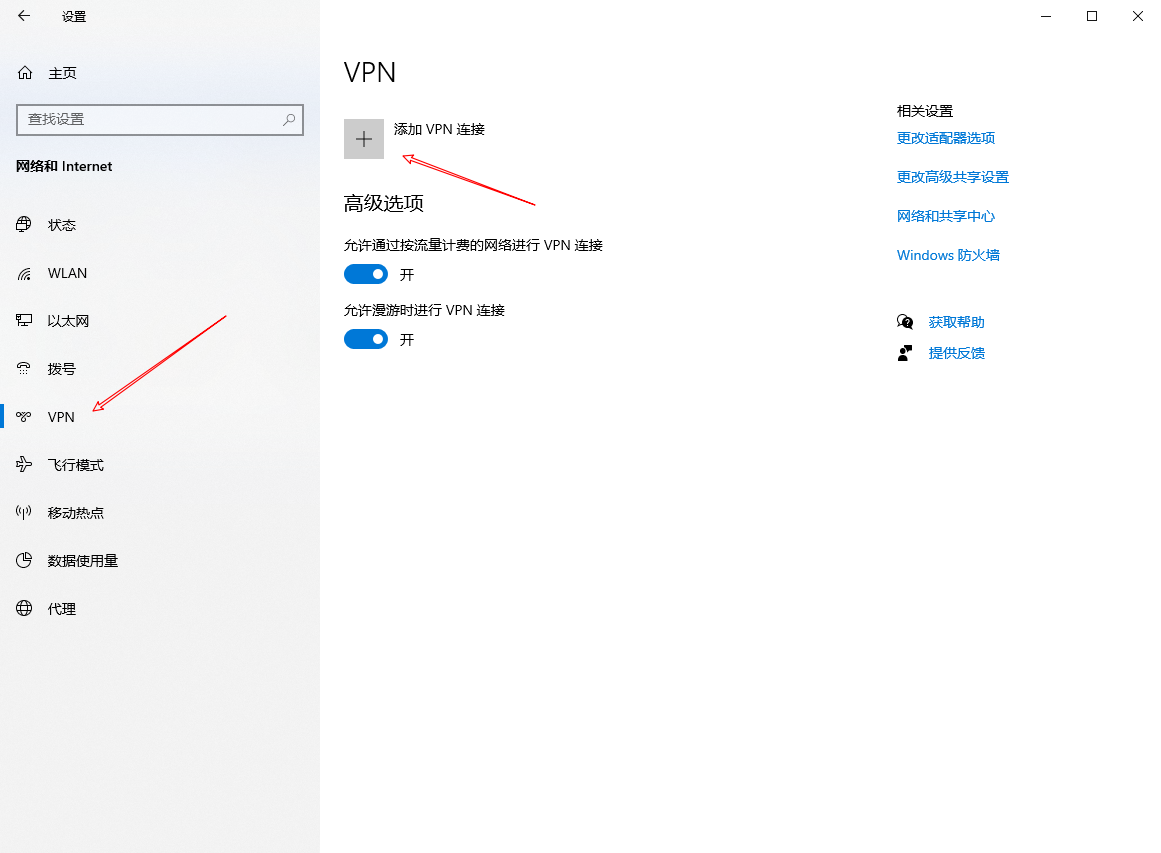 设置
主页
查找设置
网络和 Internet
状态
WLAN
以太网
拨号
VPN
飞行模式
移动热点
数据使用量
代理
VPN
添加 VPN 连接
高级选项
允许通过按流量计费的网络进行 VPN 连接
开
允许漫游时进行 VPN 连接
开
相关设置
更改适配器选项
更改高级共享设置
网络和共享中心
Windows 防火墙
获取帮助
提供反馈